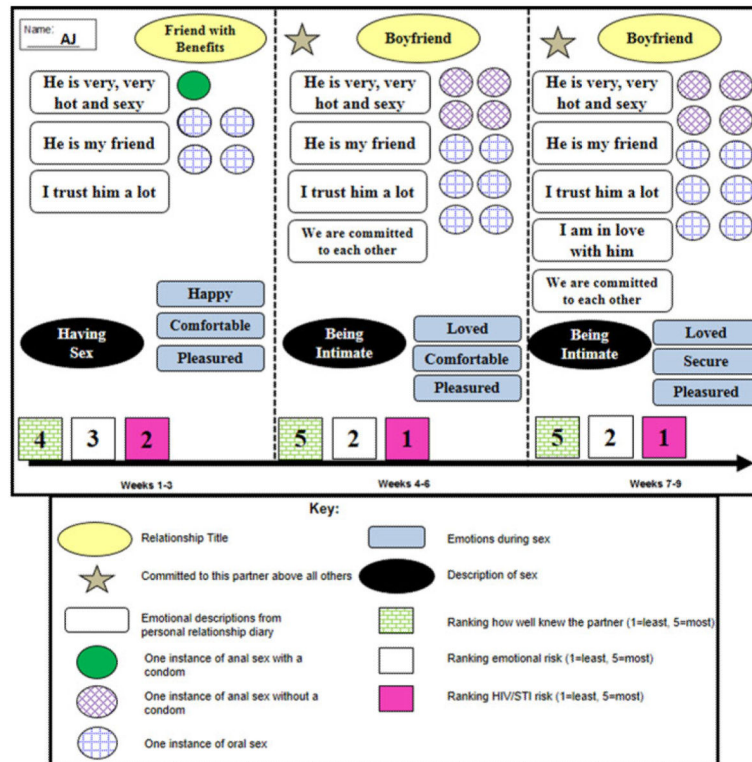 Name:
AJ
Friend with
Benefits
He is very, very
hot and sexy
He is my friend
I trust him a lot
Happy
Comfortable
Pleasured
Having
Sex
4
3
2
Weeks 1-3
Boyfriend
He is very, very
hot and sexy
He is my friend
I trust him a lot
We are committed
to each other
Loved
Comfortable
Pleasured
Being
Intimate
5
2
1
Weeks 4-6
Boyfriend
He is very, very
hot and sexy
He is my friend
I trust him a lot
I am in love
with him
We are committed
to each other
Loved
Secure
Pleasured
Being
Intimate
5
2
1
Weeks 7-9
Key:
Relationship Title
Committed to this partner above all others
Emotional descriptions from
personal relationship diary
One instance of anal sex with a
condom
One instance of anal sex without a
condom
One instance of oral sex
Emotions during sex
Description of sex
Ranking how well knew the partner (1=least, 5=most)
Ranking emotional risk (1=least, 5=most)
Ranking HIV/STI risk (1=least, 5=most)